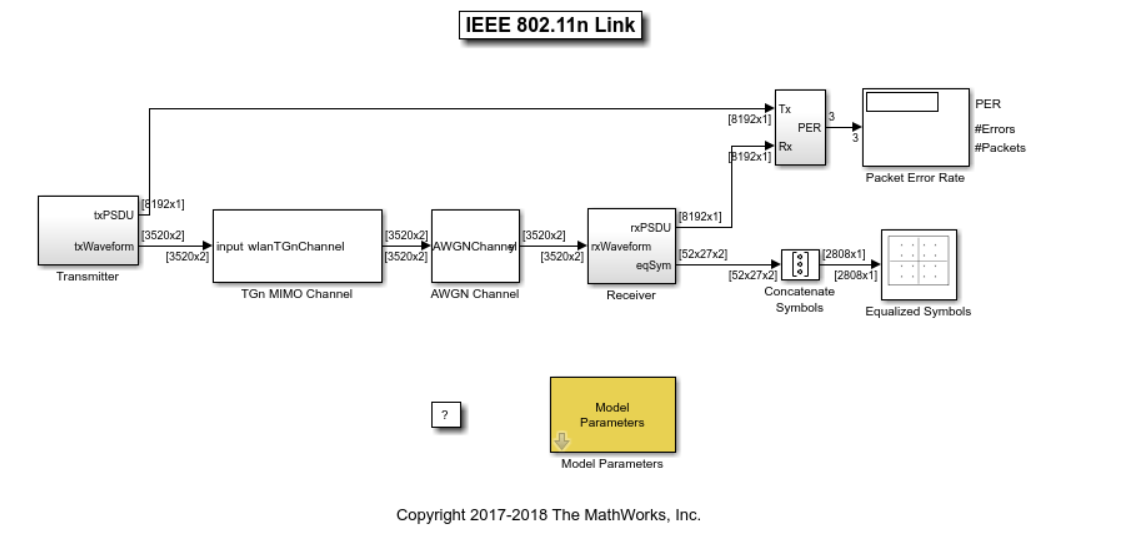 IEEE 802.11n Link
Tx
[8192x1]
PER
Rx
[8192x1]
3
3
PER
#Errors
#Packets
Packet Error Rate
txPSDU
[8192x1]
txWaveform
[3520x2]
[3520x2]
Transmitter
input wlanTGnChannel
TGn MIMO Channel
[3520x2]
[3520x2]
AWGNChannel
y
AWGN Channel
[3520x2]
[3520x2]
rxPSDU
rxWaveform
eqSym
Receiver
[8192x1]
[52x27x2]
[52x27x2]
Concatenate
Symbols
[2808x1]
[2808x1]
Equalized Symbols
?
Model
Parameters
Model Parameters
Copyright 2017-2018 The MathWorks, Inc.